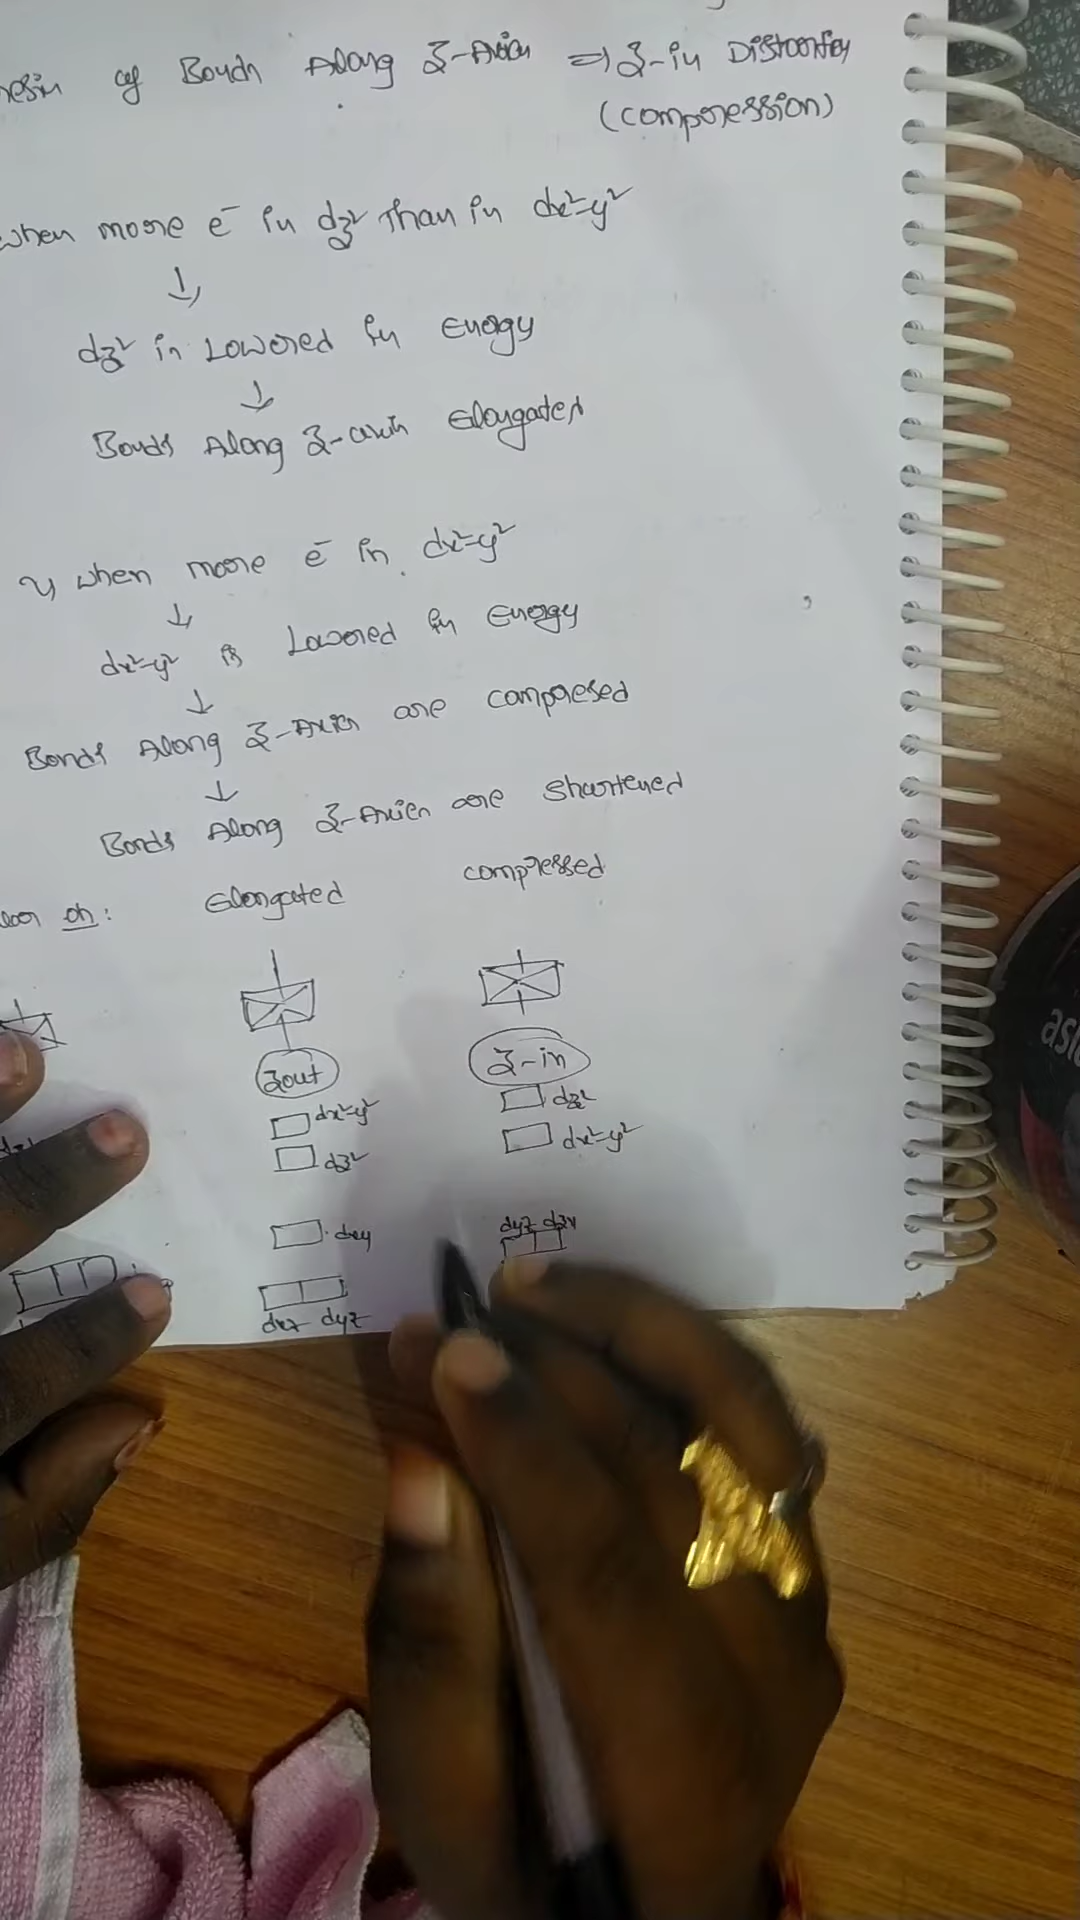 of Bonds Along Z-Axis => Z-in Distortion
(compression)
when more e⁻ in dz² Than in dx²-y²
↓
dz² is Lowered in Energy
↓
Bonds Along Z-axis Elongated
when more e⁻ in dx²-y²
↓
dx²-y² is Lowered in Energy
↓
Bonds Along Z-Axis are compresed
↓
Bonds Along Z-Axis are Shortened
oh: Elongated compressed
Zout Z-in
dx²-y² dz²
dz² dx²-y²
dxy dyz dzx
dxz dyz